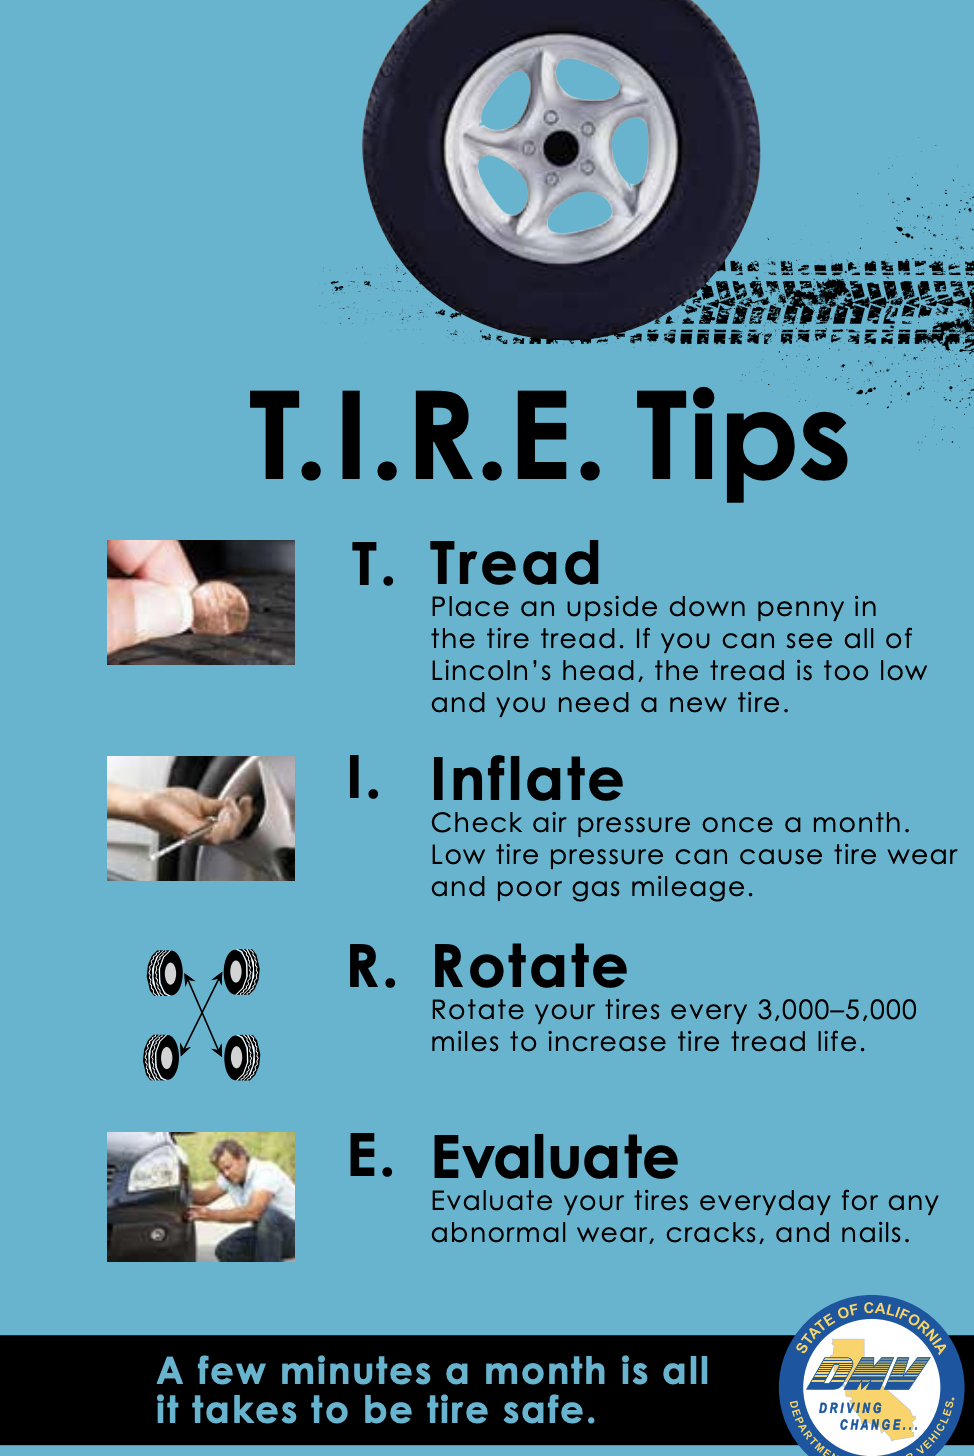 T.I.R.E. Tips
T. Tread
Place an upside down penny in
the tire tread. If you can see all of
Lincoln's head, the tread is too low
and you need a new tire.
I. Inflate
Check air pressure once a month.
Low tire pressure can cause tire wear
and poor gas mileage.
R. Rotate
Rotate your tires every 3,000–5,000
miles to increase tire tread life.
E. Evaluate
Evaluate your tires everyday for any
abnormal wear, cracks, and nails.
A few minutes a month is all
it takes to be tire safe.
STATE OF CALIFORNIA
DMV
DRIVING
CHANGE...
VEHICLES.